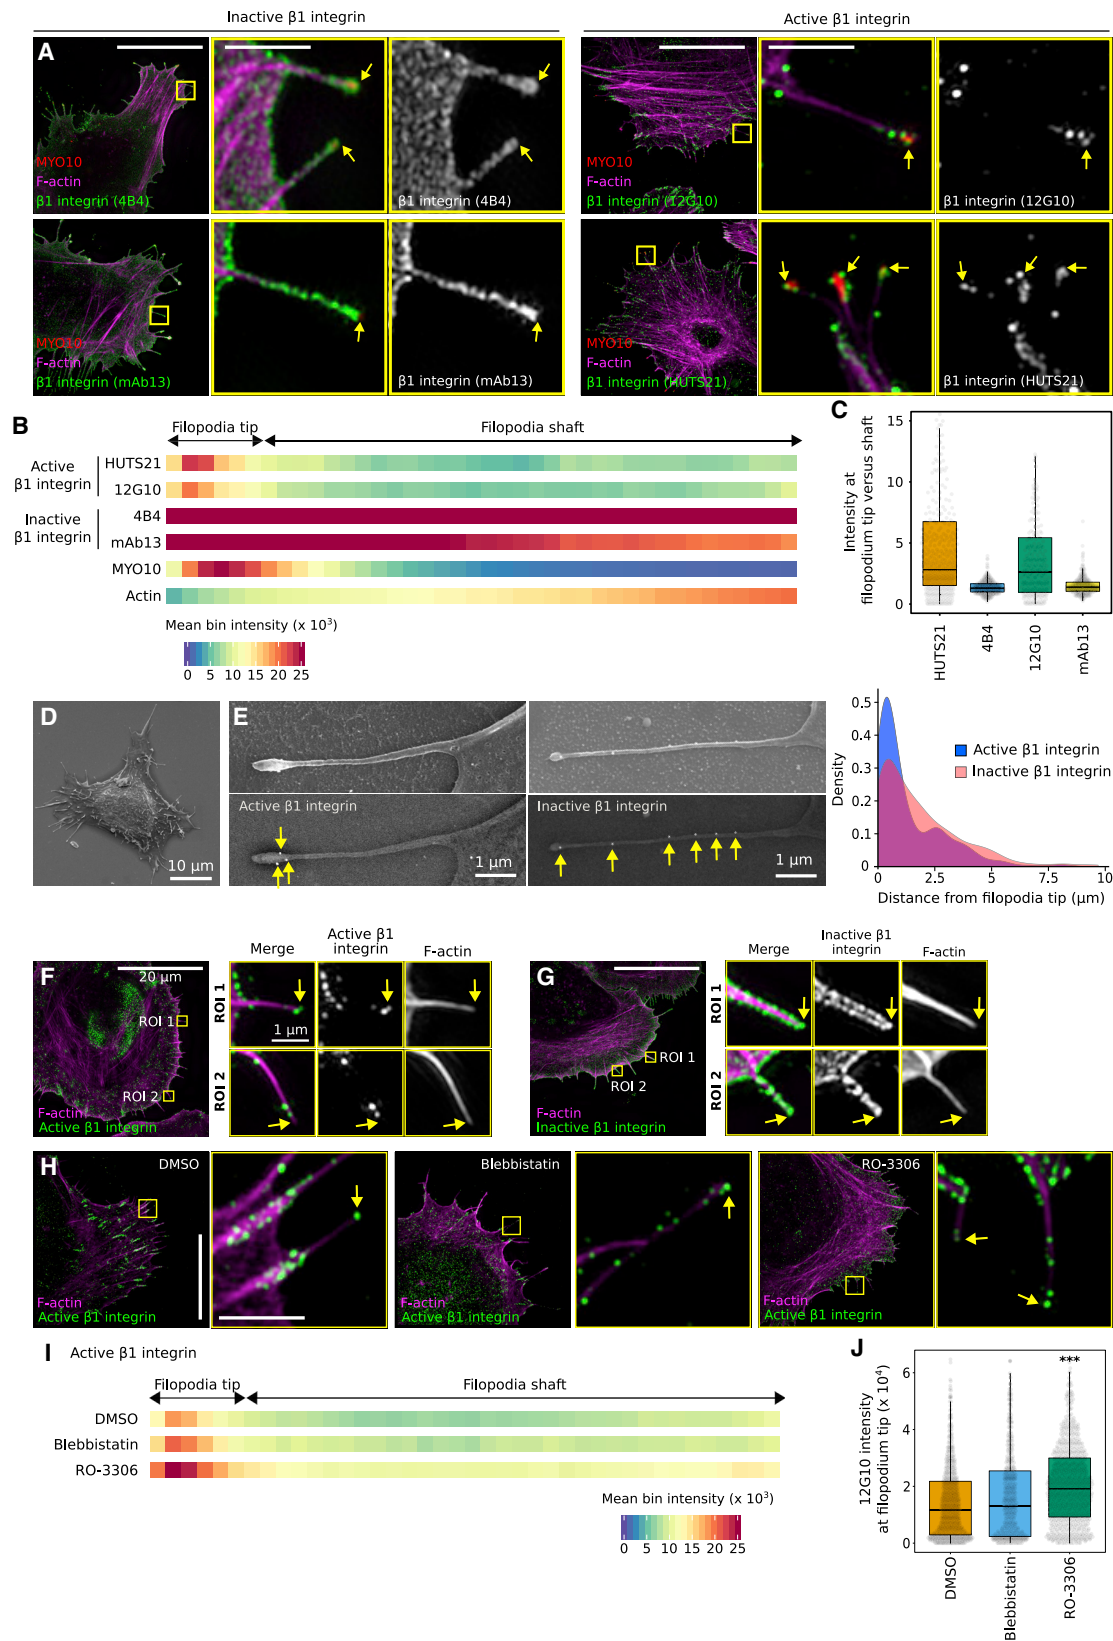 Inactive β1 integrin
Active β1 integrin
A
MYO10
F-actin
β1 integrin (4B4)
β1 integrin (4B4)
MYO10
F-actin
β1 integrin (12G10)
β1 integrin (12G10)
MYO10
F-actin
β1 integrin (mAb13)
β1 integrin (mAb13)
MYO10
F-actin
β1 integrin (HUTS21)
β1 integrin (HUTS21)
B
Filopodia tip
Filopodia shaft
Active
β1 integrin
HUTS21
12G10
Inactive
β1 integrin
4B4
mAb13
MYO10
Actin
Mean bin intensity (x 10³)
0 5 10 15 20 25
C
Intensity at
filopodium tip versus shaft
15
10
5
0
HUTS21
4B4
12G10
mAb13
D
10 µm
E
Active β1 integrin
1 µm
Inactive β1 integrin
1 µm
Density
0.5
0.4
0.3
0.2
0.1
0
Active β1 integrin
Inactive β1 integrin
0 2.5 5 7.5 10
Distance from filopodia tip (µm)
F
20 µm
ROI 1
ROI 2
F-actin
Active β1 integrin
Merge
Active β1
integrin
F-actin
ROI 1
1 µm
ROI 2
G
ROI 1
ROI 2
F-actin
Inactive β1 integrin
Merge
Inactive β1
integrin
F-actin
ROI 1
ROI 2
H
DMSO
F-actin
Active β1 integrin
Blebbistatin
F-actin
Active β1 integrin
RO-3306
F-actin
Active β1 integrin
I
Active β1 integrin
Filopodia tip
Filopodia shaft
DMSO
Blebbistatin
RO-3306
Mean bin intensity (x 10³)
0 5 10 15 20 25
J
12G10 intensity
at filopodium tip (x 10⁴)
6
4
2
0
***
DMSO
Blebbistatin
RO-3306